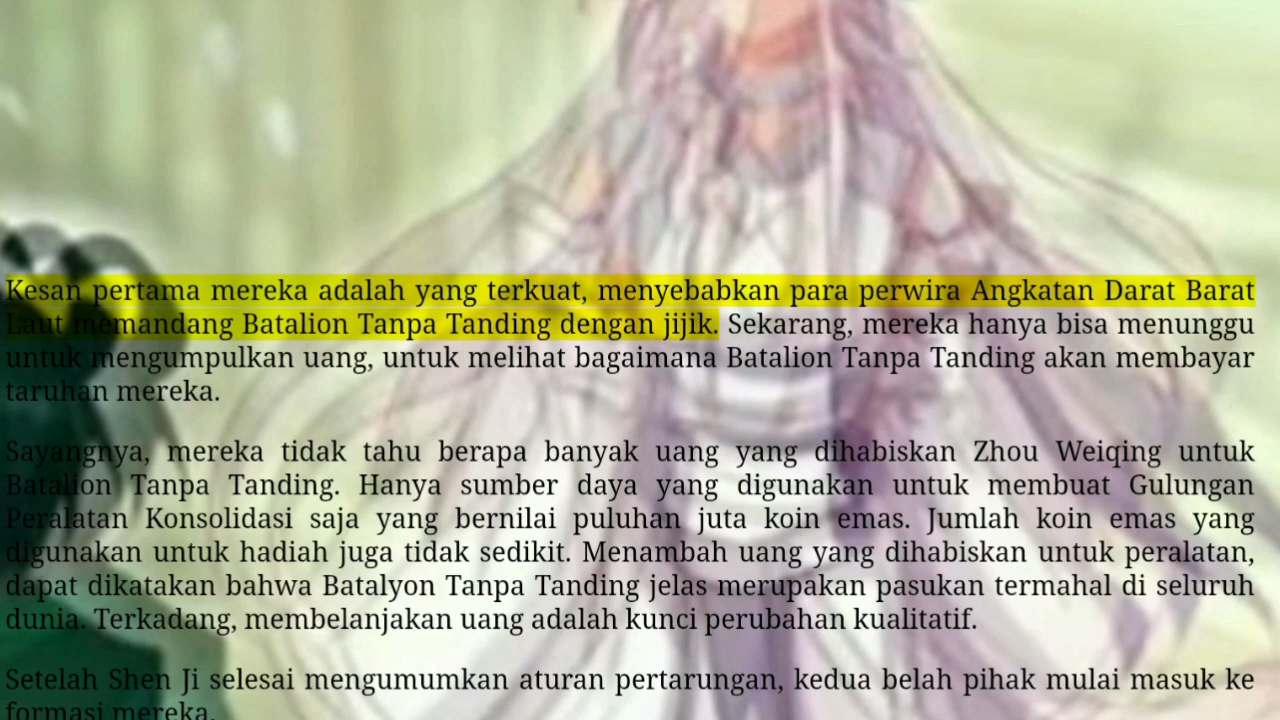 Kesan pertama mereka adalah yang terkuat, menyebabkan para perwira Angkatan Darat Barat
Laut memandang Batalion Tanpa Tanding dengan jijik. Sekarang, mereka hanya bisa menunggu
untuk mengumpulkan uang, untuk melihat bagaimana Batalion Tanpa Tanding akan membayar
taruhan mereka.
Sayangnya, mereka tidak tahu berapa banyak uang yang dihabiskan Zhou Weiqing untuk
Batalion Tanpa Tanding. Hanya sumber daya yang digunakan untuk membuat Gulungan
Peralatan Konsolidasi saja yang bernilai puluhan juta koin emas. Jumlah koin emas yang
digunakan untuk hadiah juga tidak sedikit. Menambah uang yang dihabiskan untuk peralatan,
dapat dikatakan bahwa Batalyon Tanpa Tanding jelas merupakan pasukan termahal di seluruh
dunia. Terkadang, membelanjakan uang adalah kunci perubahan kualitatif.
Setelah Shen Ji selesai mengumumkan aturan pertarungan, kedua belah pihak mulai masuk ke
formasi mereka.